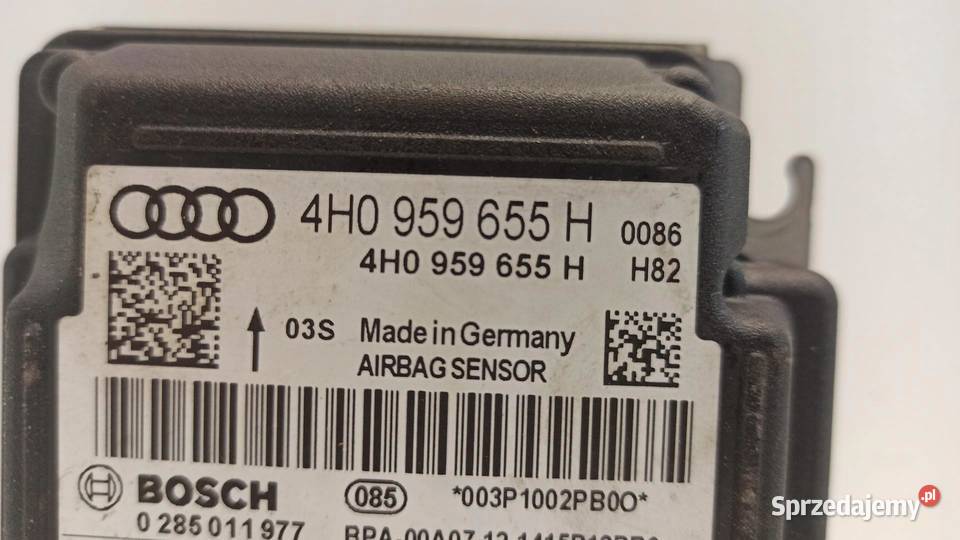 4H0 959 655 H 0086
4H0 959 655 H H82
03S Made in Germany
AIRBAG SENSOR
BOSCH 085 *003P1002PB0O*
0 285 011 977
Sprzedajemy.pl